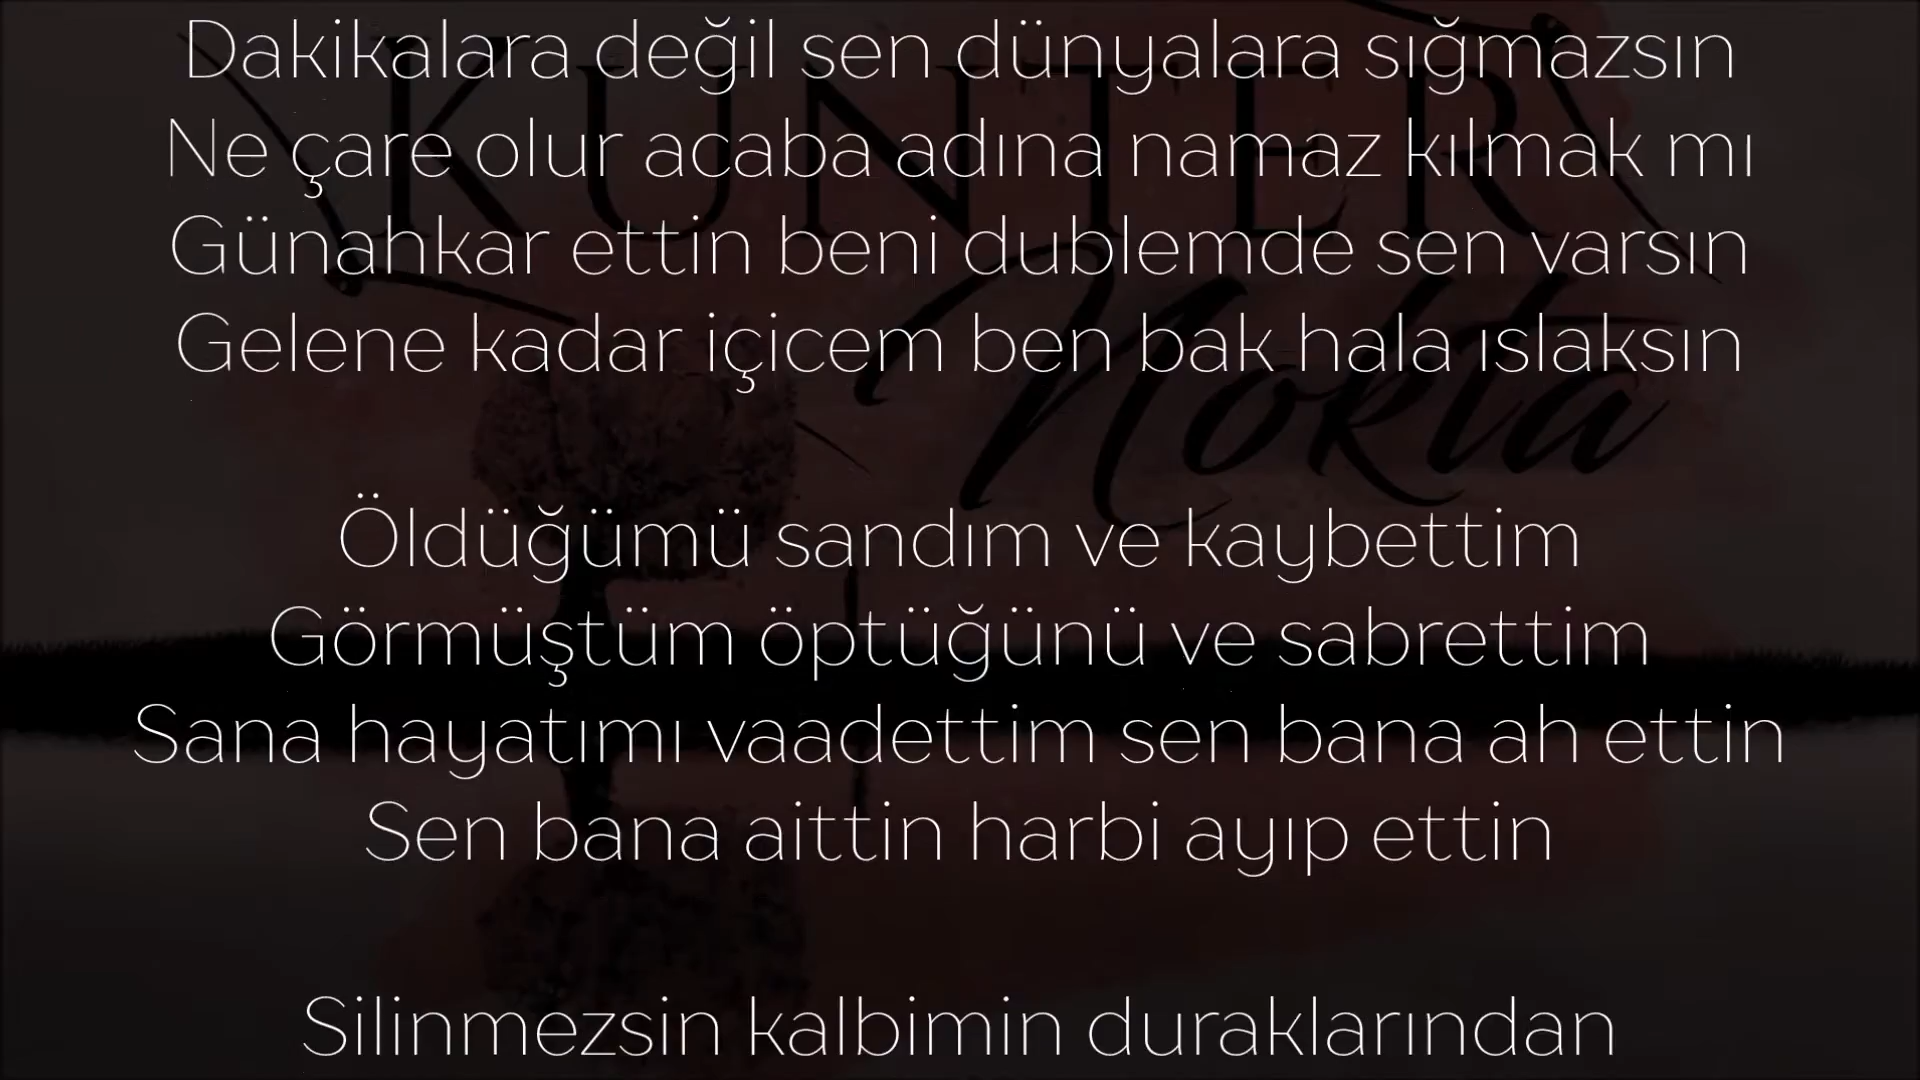 Dakikalara değil sen dünyalara sığmazsın
Ne çare olur acaba adına namaz kılmak mı
Günahkar ettin beni dublemde sen varsın
Gelene kadar içicem ben bak hala ıslaksın
Öldüğümü sandım ve kaybettim
Görmüştüm öptüğünü ve sabrettim
Sana hayatımı vaadettim sen bana ah ettin
Sen bana aittin harbi ayıp ettin
Silinmezsin kalbimin duraklarından
KUNTER
Nokta